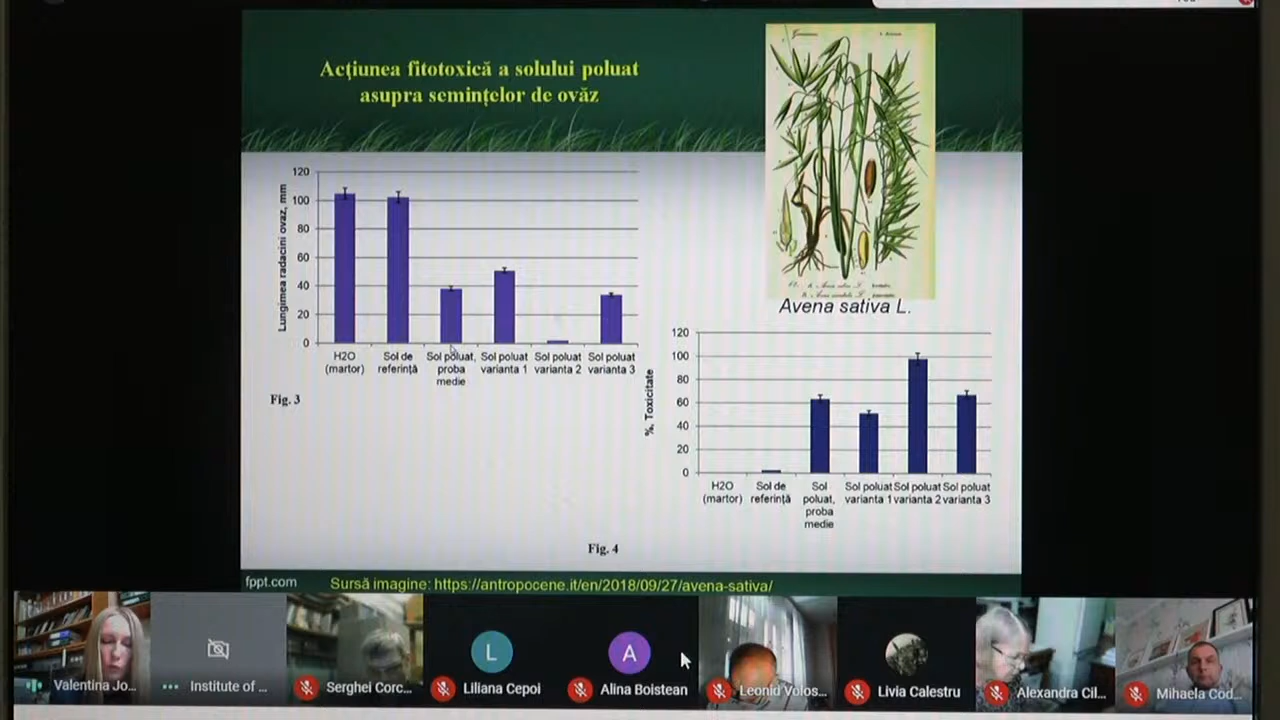 Acțiunea fitotoxică a solului poluat
asupra semințelor de ovăz
Avena sativa L.
Lungimea radacini ovaz, mm
120
100
80
60
40
20
0
H2O (martor)
Sol de referință
Sol poluat, proba medie
Sol poluat varianta 1
Sol poluat varianta 2
Sol poluat varianta 3
Fig. 3
%, Toxicitate
120
100
80
60
40
20
0
H2O (martor)
Sol de referință
Sol poluat, proba medie
Sol poluat varianta 1
Sol poluat varianta 2
Sol poluat varianta 3
Fig. 4
fppt.com
Sursă imagine: https://antropocene.it/en/2018/09/27/avena-sativa/
Valentina Jo...
Institute of ...
Serghei Corc...
L
Liliana Cepoi
A
Alina Boistean
Leonid Volos...
Livia Calestru
Alexandra Cil...
Mihaela Cod...